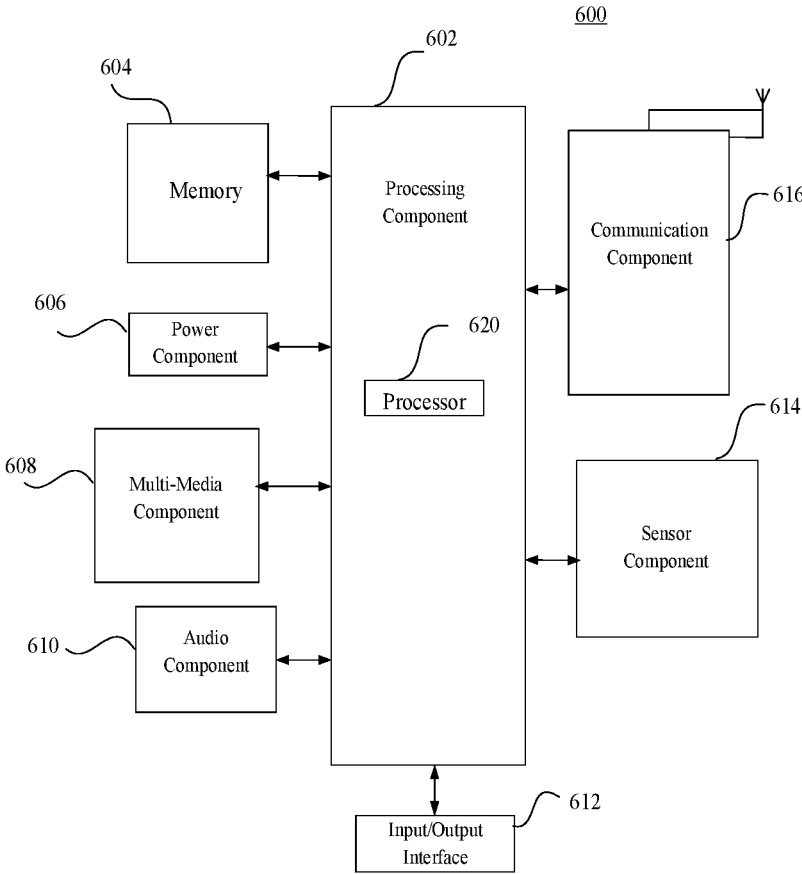 600
602
604
Memory
Processing
Component
616
Communication
Component
606
Power
Component
620
Processor
614
608
Multi-Media
Component
Sensor
Component
610
Audio
Component
612
Input/Output
Interface